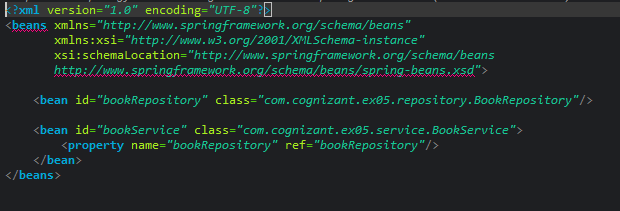 <?xml version="1.0" encoding="UTF-8"?>
<beans xmlns="http://www.springframework.org/schema/beans"
xmlns:xsi="http://www.w3.org/2001/XMLSchema-instance"
xsi:schemaLocation="http://www.springframework.org/schema/beans
http://www.springframework.org/schema/beans/spring-beans.xsd">
<bean id="bookRepository" class="com.cognizant.ex05.repository.BookRepository"/>
<bean id="bookService" class="com.cognizant.ex05.service.BookService">
<property name="bookRepository" ref="bookRepository"/>
</bean>
</beans>